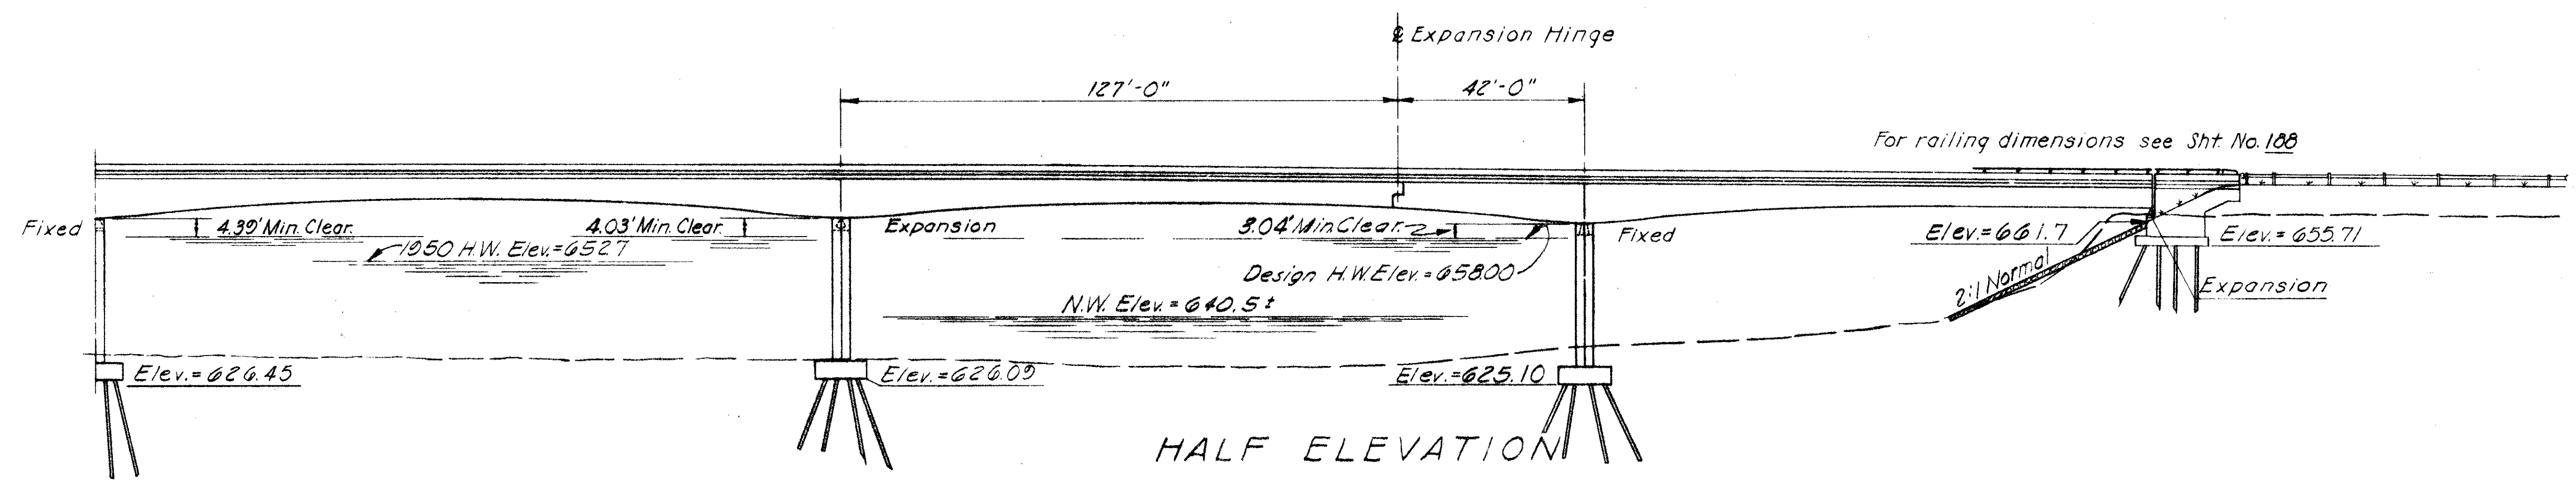 ℄ Expansion Hinge
127'-0"
42'-0"
For railing dimensions see Sht. No. 188
Fixed
4.39' Min. Clear.
4.03' Min. Clear.
Expansion
3.04' Min Clear.
Fixed
Elev.=661.7
Elev.=655.71
1950 H.W. Elev.=652.7
Design H.W.Elev.=658.00
2:1 Normal
Expansion
N.W. Elev.=640.5±
Elev.=626.45
Elev.=626.09
Elev.=625.10
HALF ELEVATION